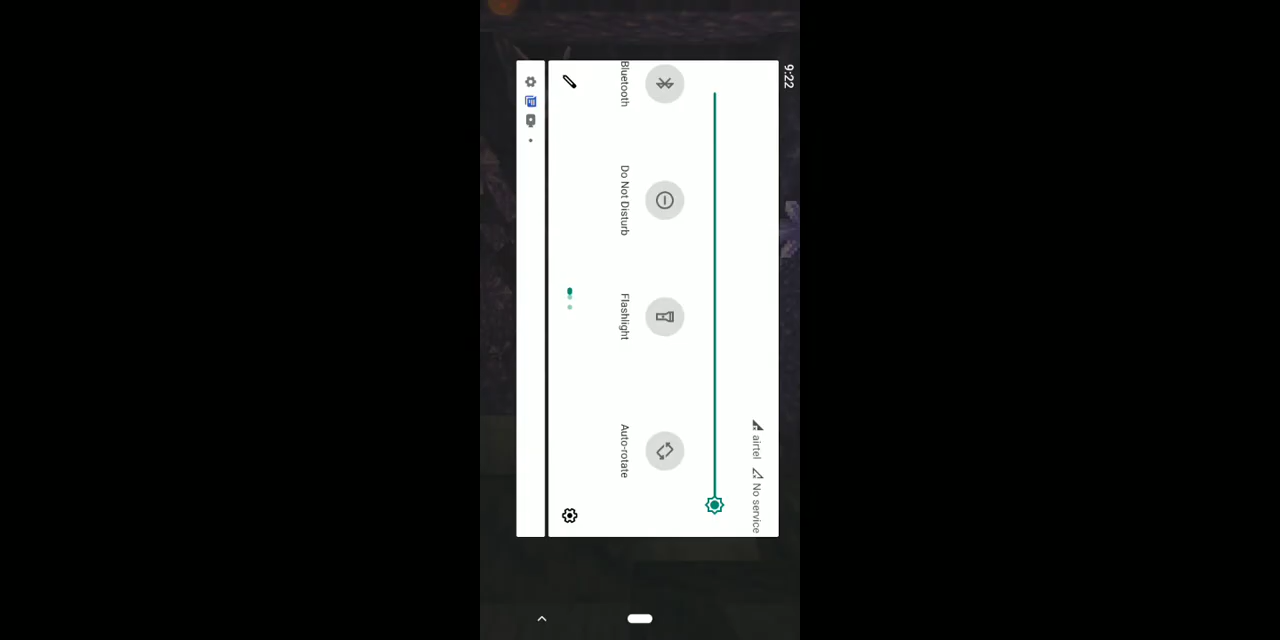 9:22
airtel No service
Bluetooth
Do Not Disturb
Flashlight
Auto-rotate